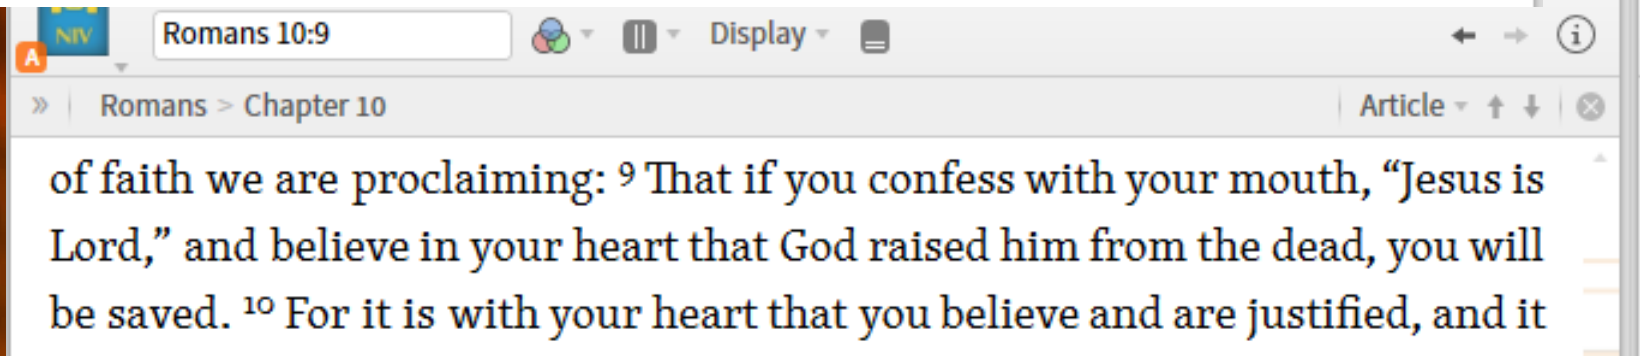 NIV
A
Romans 10:9
Display
» Romans > Chapter 10
Article
of faith we are proclaiming: 9 That if you confess with your mouth, “Jesus is
Lord,” and believe in your heart that God raised him from the dead, you will
be saved. 10 For it is with your heart that you believe and are justified, and it